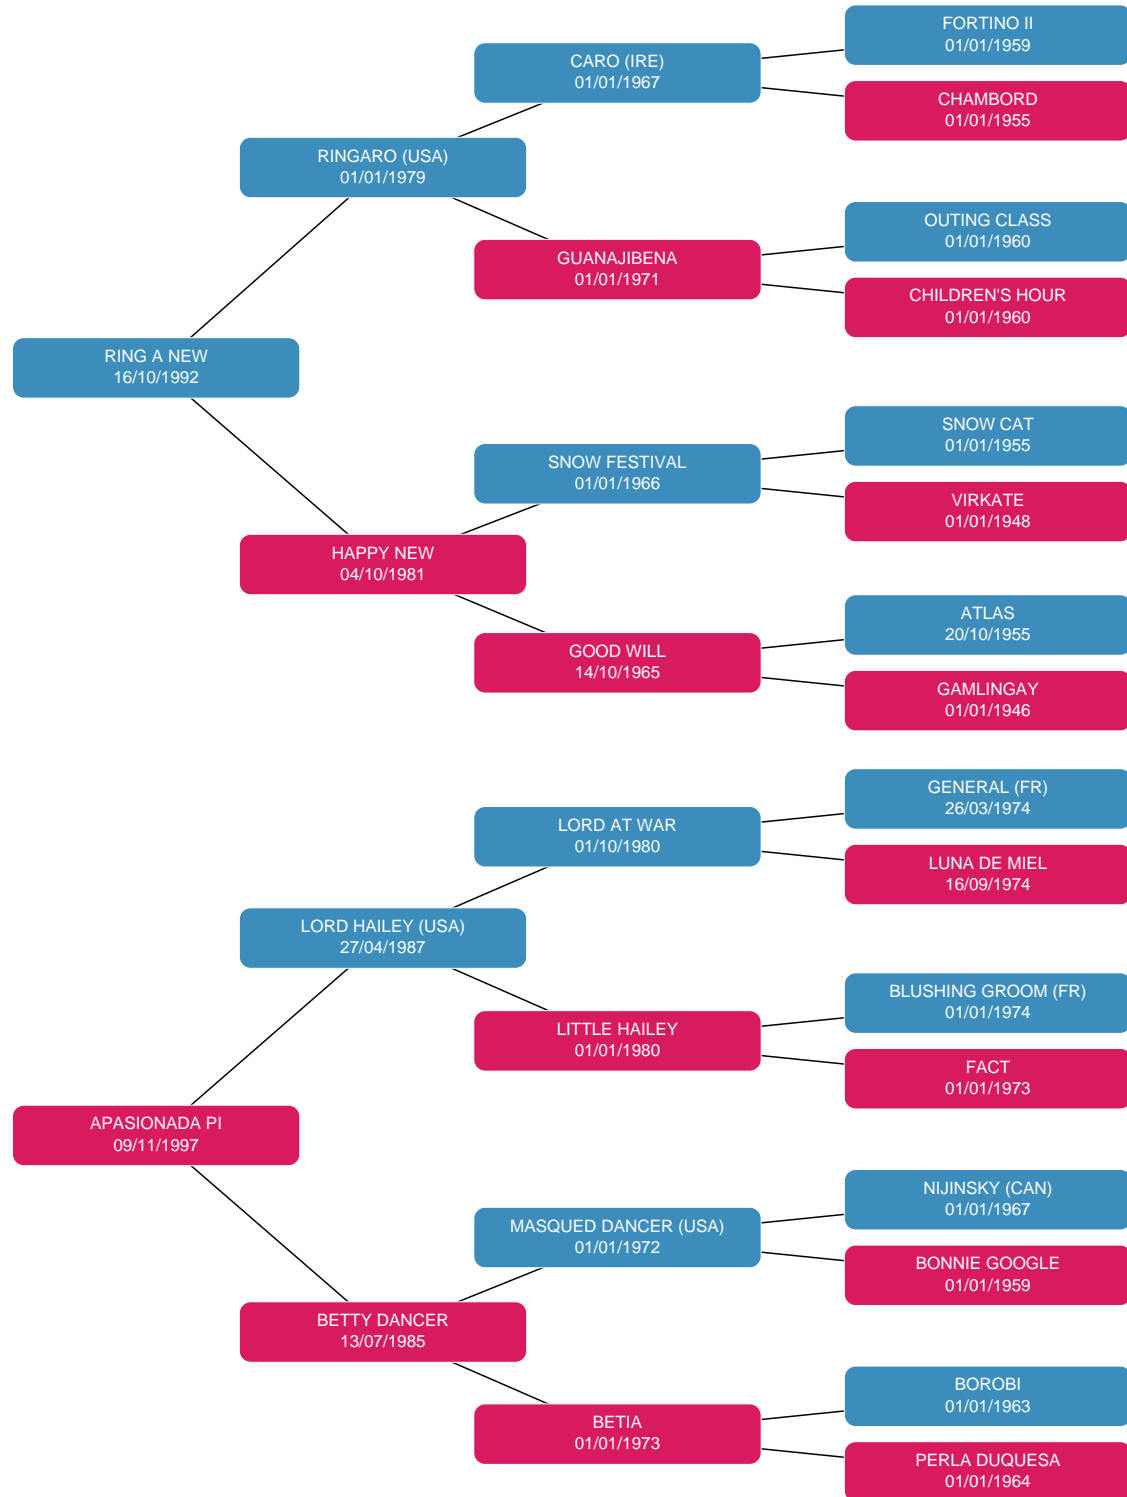 FORTINO II
01/01/1959
CARO (IRE)
01/01/1967
CHAMBORD
01/01/1955
RINGARO (USA)
01/01/1979
OUTING CLASS
01/01/1960
GUANAJIBENA
01/01/1971
CHILDREN'S HOUR
01/01/1960
RING A NEW
16/10/1992
SNOW CAT
01/01/1955
SNOW FESTIVAL
01/01/1966
VIRKATE
01/01/1948
HAPPY NEW
04/10/1981
ATLAS
20/10/1955
GOOD WILL
14/10/1965
GAMLINGAY
01/01/1946
GENERAL (FR)
26/03/1974
LORD AT WAR
01/10/1980
LUNA DE MIEL
16/09/1974
LORD HAILEY (USA)
27/04/1987
BLUSHING GROOM (FR)
01/01/1974
LITTLE HAILEY
01/01/1980
FACT
01/01/1973
APASIONADA PI
09/11/1997
NIJINSKY (CAN)
01/01/1967
MASQUED DANCER (USA)
01/01/1972
BONNIE GOOGLE
01/01/1959
BETTY DANCER
13/07/1985
BOROBI
01/01/1963
BETIA
01/01/1973
PERLA DUQUESA
01/01/1964